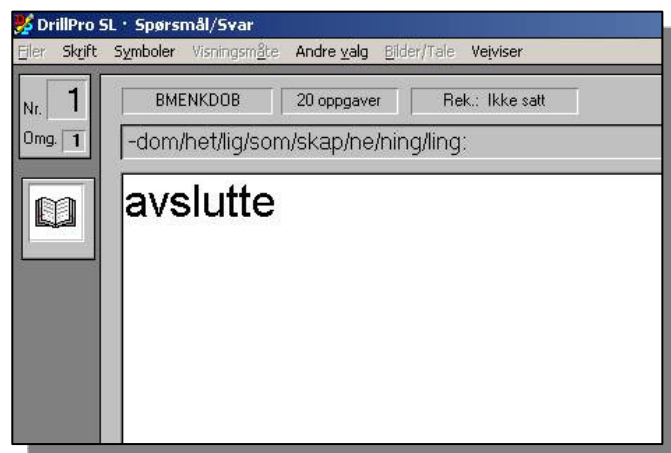 DrillPro SL · Spørsmål/Svar
Filer Skrift Symboler Visningsmåte Andre valg Bilder/Tale Veiviser
Nr. 1 BMENKDOB 20 oppgaver Rek.: Ikke satt
Omg. 1 -dom/het/lig/som/skap/ne/ning/ling:
avslutte